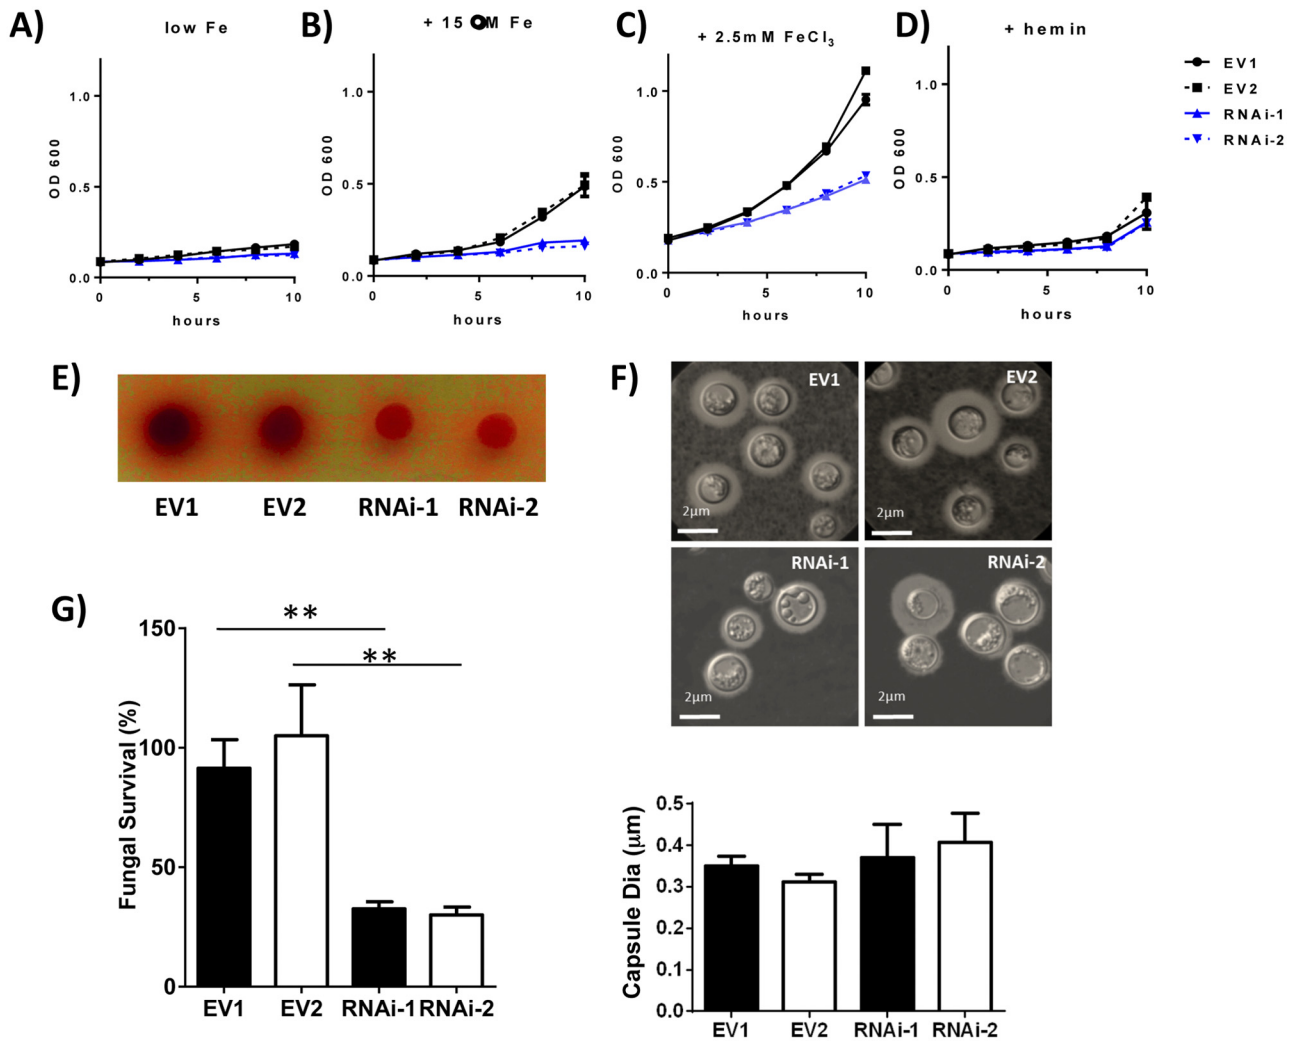 A)
low Fe
OD 600
1.0
0.5
0.0
0
5
10
hours
B)
+ 15 M Fe
OD 600
1.0
0.5
0.0
0
5
10
hours
C)
+ 2.5mM FeCl3
OD 600
1.0
0.5
0.0
0
5
10
hours
D)
+ hemin
OD 600
1.0
0.5
0.0
0
5
10
hours
EV1
EV2
RNAi-1
RNAi-2
E)
EV1 EV2 RNAi-1 RNAi-2
F)
EV1
2μm
EV2
2μm
RNAi-1
2μm
RNAi-2
2μm
Capsule Dia (μm)
0.5
0.4
0.3
0.2
0.1
0.0
EV1 EV2 RNAi-1 RNAi-2
G)
**
**
Fungal Survival (%)
150
100
50
0
EV1 EV2 RNAi-1 RNAi-2